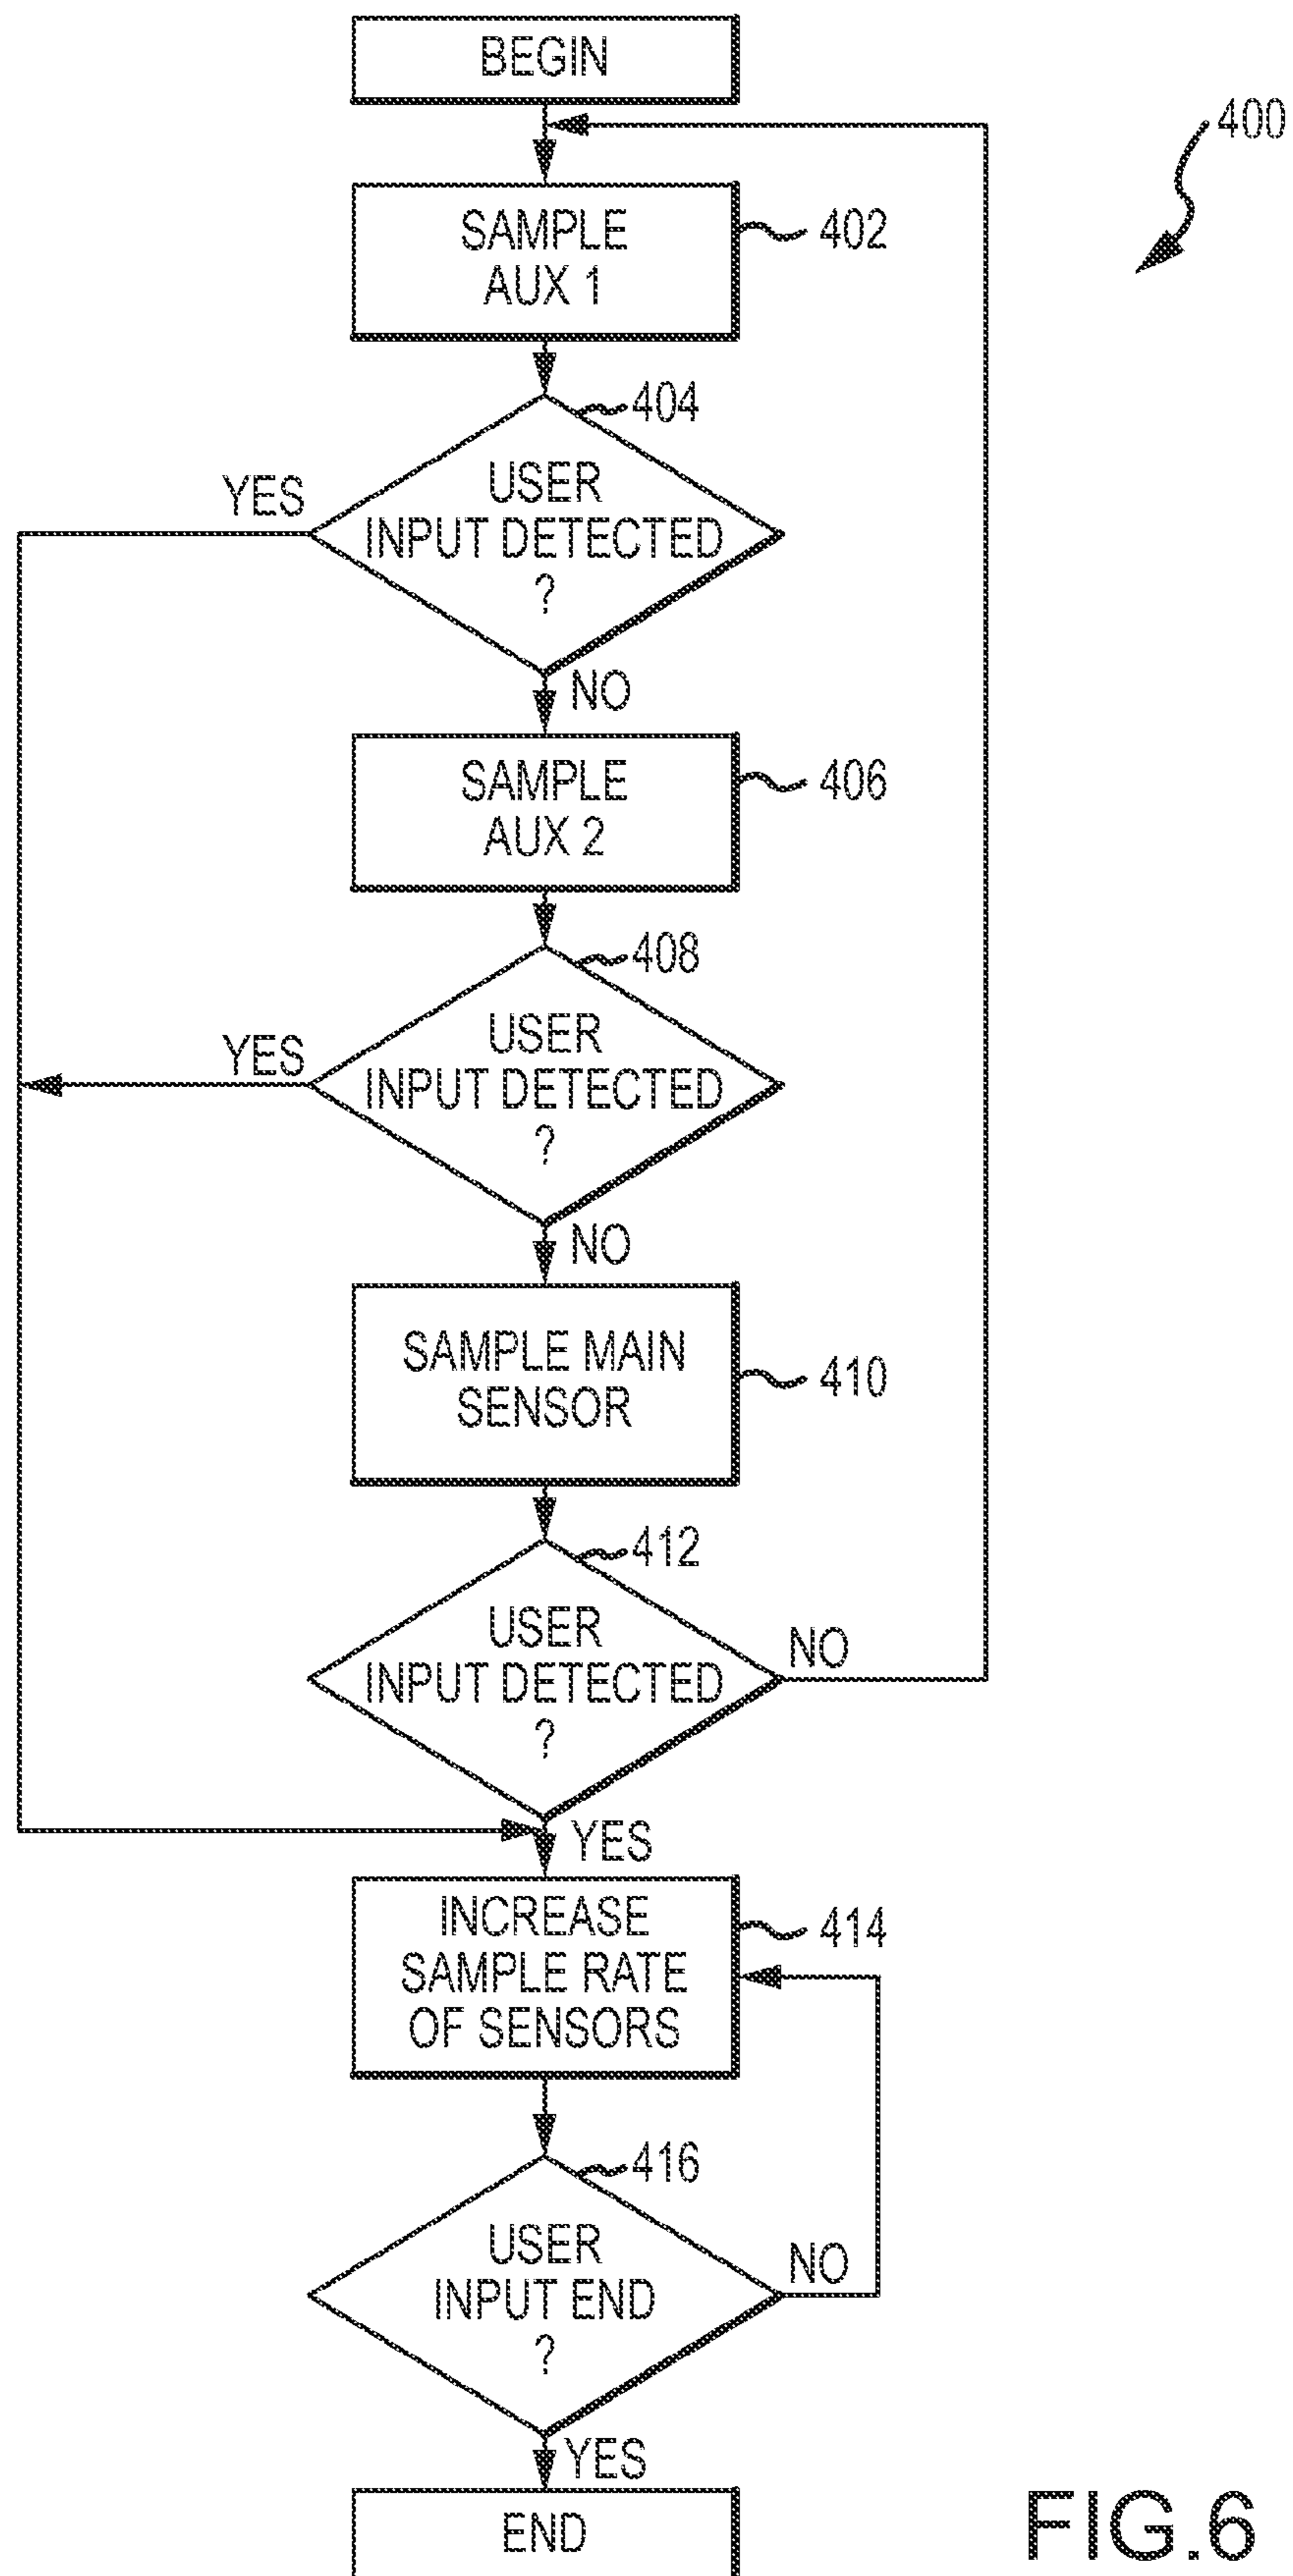 BEGIN
400
SAMPLE
AUX 1
402
404
USER
INPUT DETECTED
?
YES
NO
SAMPLE
AUX 2
406
408
USER
INPUT DETECTED
?
YES
NO
SAMPLE MAIN
SENSOR
410
412
USER
INPUT DETECTED
?
NO
YES
INCREASE
SAMPLE RATE
OF SENSORS
414
416
USER
INPUT END
?
NO
YES
END
FIG.6